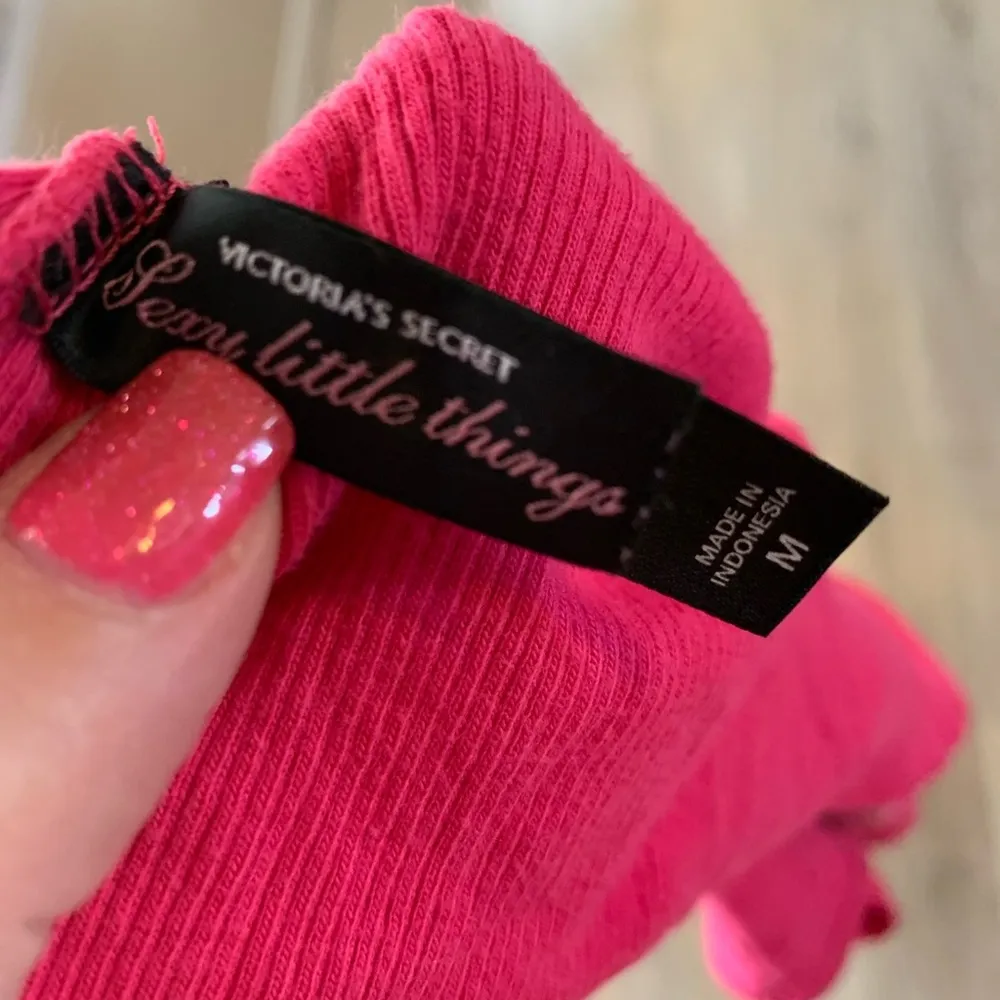 VICTORIA'S SECRET
Sexy little things
MADE IN
INDONESIA
M